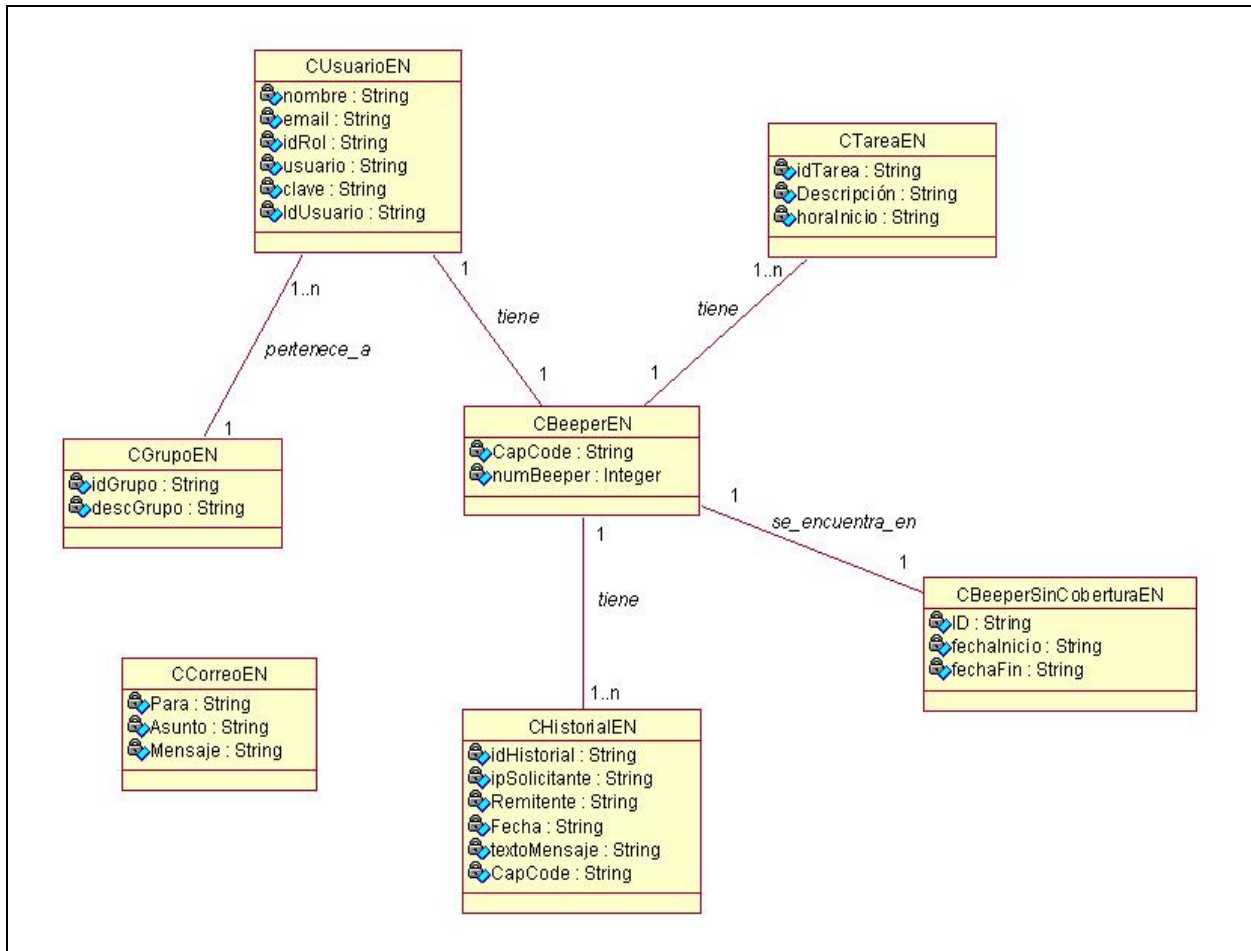 CUsuarioEN
nombre : String
email : String
idRol : String
usuario : String
clave : String
IdUsuario : String
CTareaEN
idTarea : String
Descripción : String
horaInicio : String
1
1..n
1..n
tiene
tiene
pertenece_a
1
1
1
CBeeperEN
CapCode : String
numBeeper : Integer
CGrupoEN
idGrupo : String
descGrupo : String
1
se_encuentra_en
1
1
tiene
CBeeperSinCoberturaEN
ID : String
fechaInicio : String
fechaFin : String
CCorreoEN
Para : String
Asunto : String
Mensaje : String
1..n
CHistorialEN
idHistorial : String
ipSolicitante : String
Remitente : String
Fecha : String
textoMensaje : String
CapCode : String